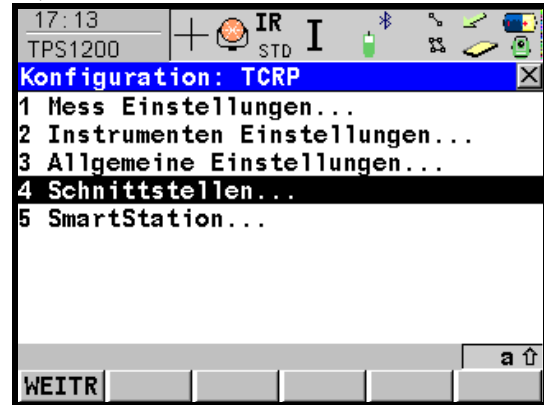 17:13
TPS1200
IR
STD
I
Konfiguration: TCRP
1 Mess Einstellungen...
2 Instrumenten Einstellungen...
3 Allgemeine Einstellungen...
4 Schnittstellen...
5 SmartStation...
a
WEITR